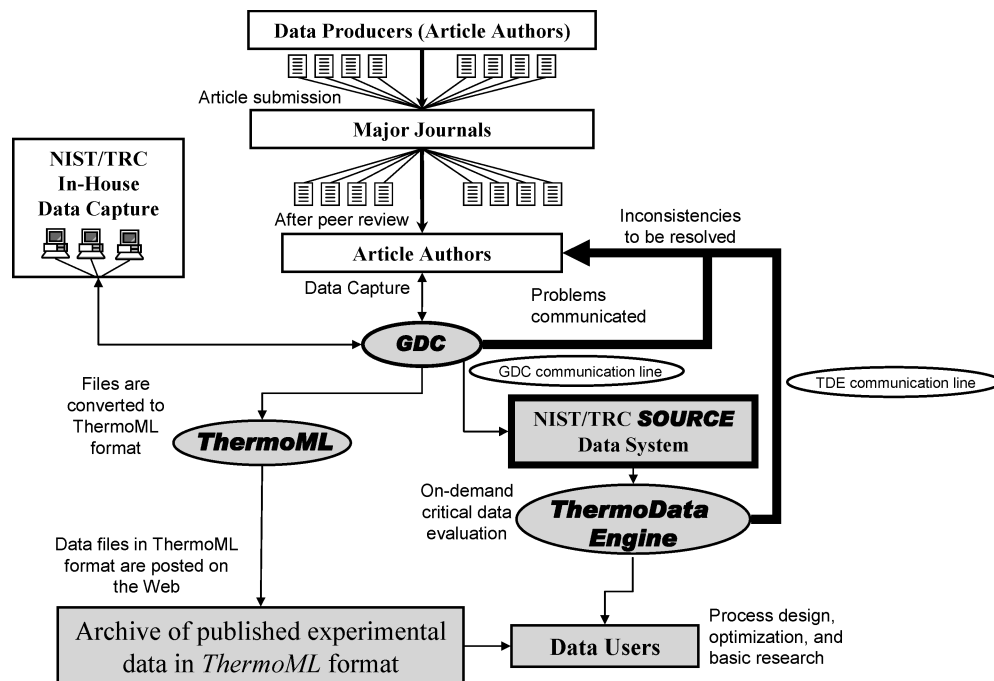 Data Producers (Article Authors)
Article submission
Major Journals
NIST/TRC
In-House
Data Capture
After peer review
Inconsistencies
to be resolved
Article Authors
Data Capture
Problems
communicated
GDC
GDC communication line
TDE communication line
Files are
converted to
ThermoML
format
ThermoML
NIST/TRC SOURCE
Data System
On-demand
critical data
evaluation
ThermoData
Engine
Data files in ThermoML
format are posted on
the Web
Archive of published experimental
data in ThermoML format
Data Users
Process design,
optimization, and
basic research